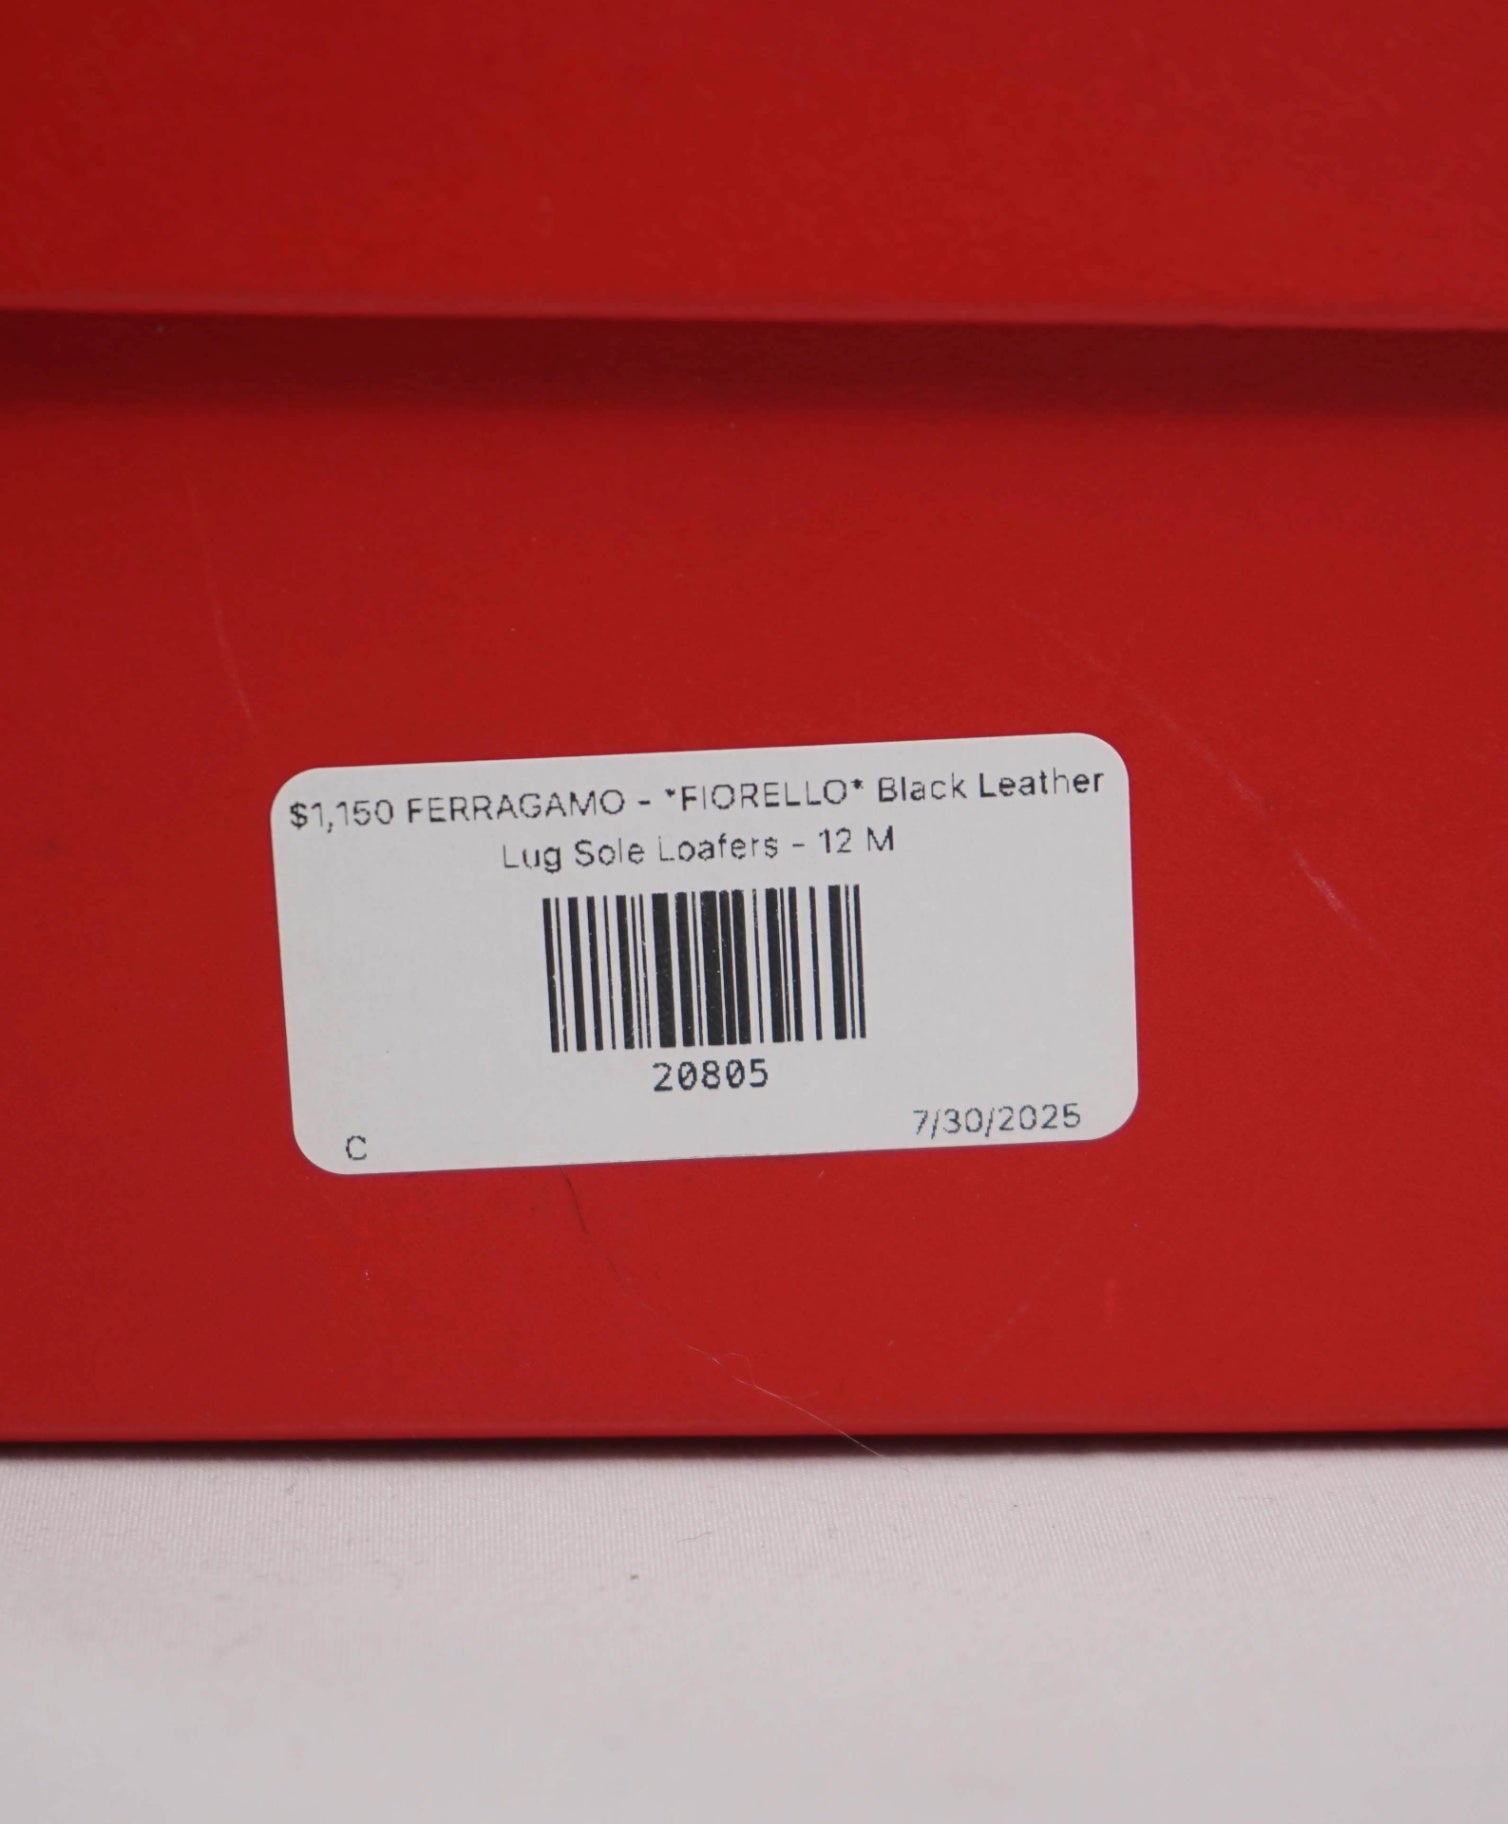 $1,150 FERRAGAMO - *FIORELLO* Black Leather
Lug Sole Loafers - 12 M
20805
7/30/2025
C